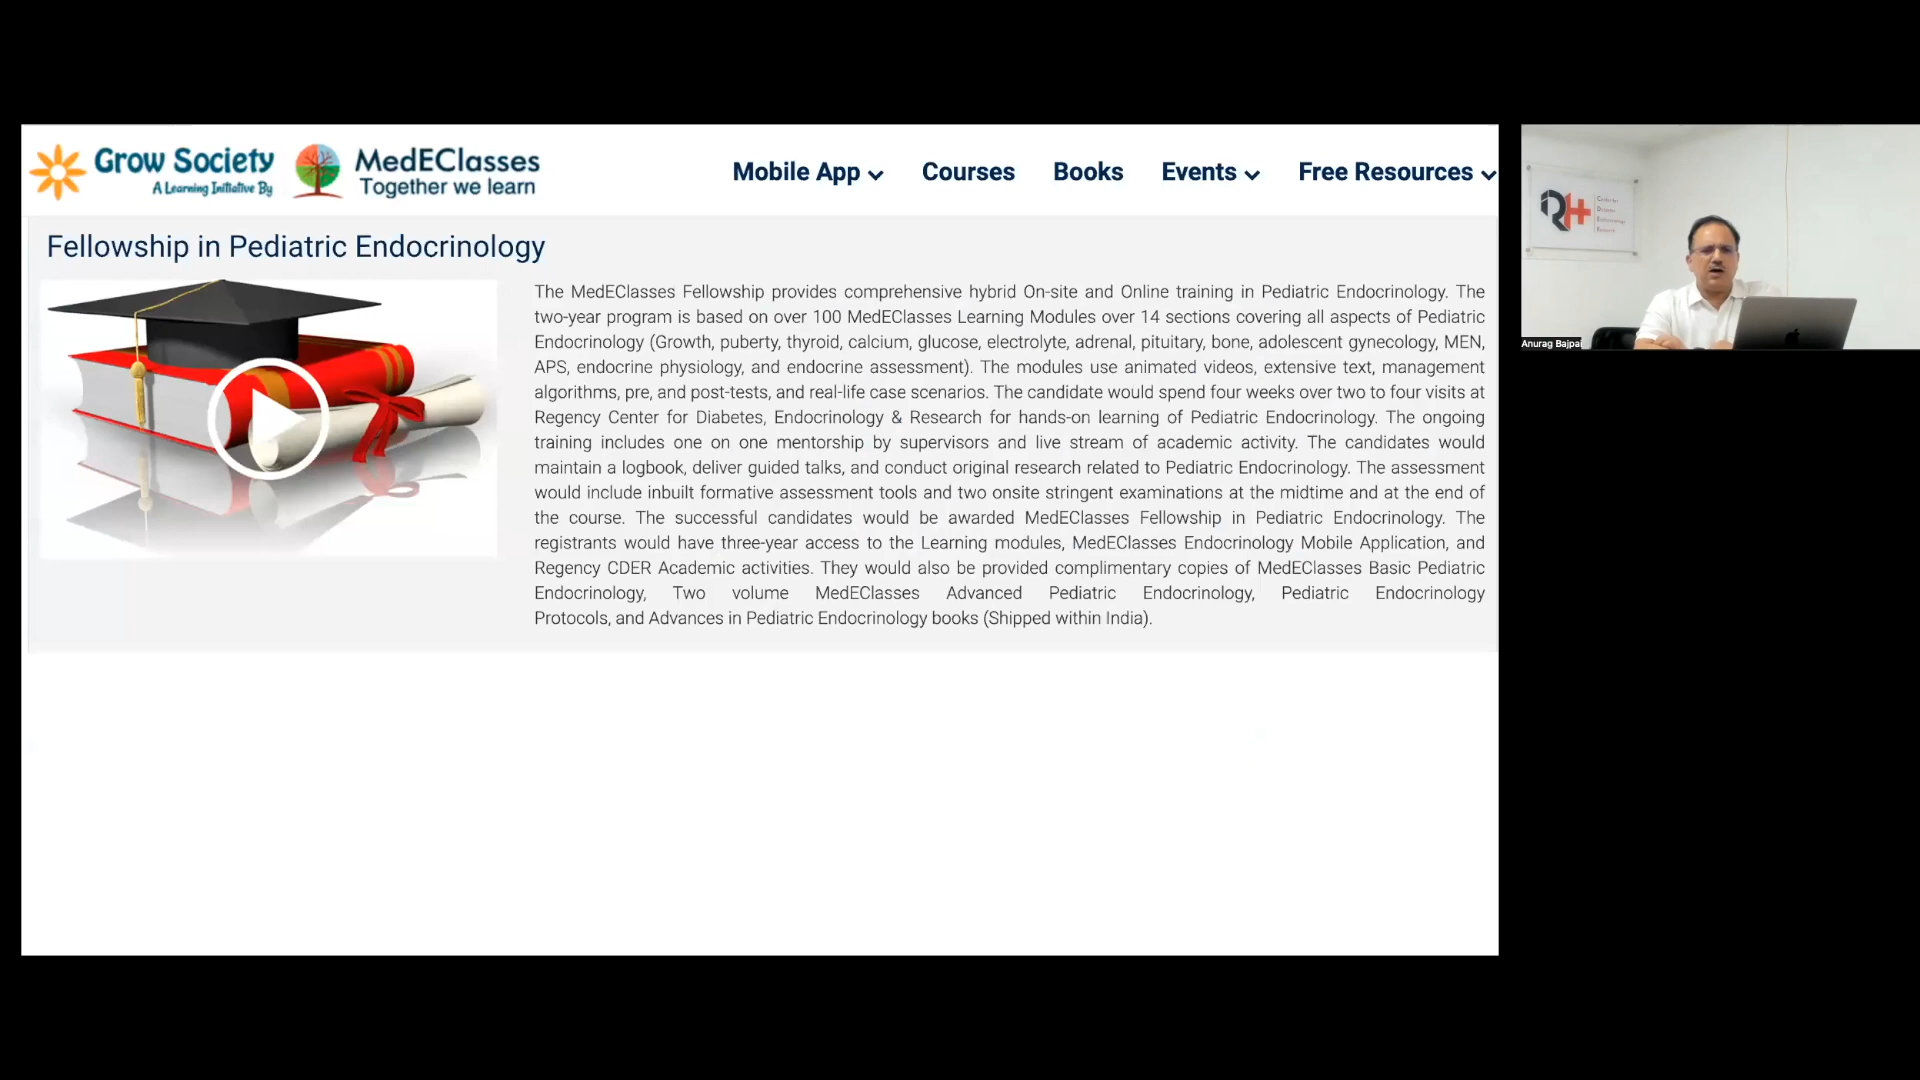 Grow Society
A Learning Initiative By
MedEClasses
Together we learn
Mobile App
Courses
Books
Events
Free Resources
Fellowship in Pediatric Endocrinology
The MedEClasses Fellowship provides comprehensive hybrid On-site and Online training in Pediatric Endocrinology. The
two-year program is based on over 100 MedEClasses Learning Modules over 14 sections covering all aspects of Pediatric
Endocrinology (Growth, puberty, thyroid, calcium, glucose, electrolyte, adrenal, pituitary, bone, adolescent gynecology, MEN,
APS, endocrine physiology, and endocrine assessment). The modules use animated videos, extensive text, management
algorithms, pre, and post-tests, and real-life case scenarios. The candidate would spend four weeks over two to four visits at
Regency Center for Diabetes, Endocrinology & Research for hands-on learning of Pediatric Endocrinology. The ongoing
training includes one on one mentorship by supervisors and live stream of academic activity. The candidates would
maintain a logbook, deliver guided talks, and conduct original research related to Pediatric Endocrinology. The assessment
would include inbuilt formative assessment tools and two onsite stringent examinations at the midtime and at the end of
the course. The successful candidates would be awarded MedEClasses Fellowship in Pediatric Endocrinology. The
registrants would have three-year access to the Learning modules, MedEClasses Endocrinology Mobile Application, and
Regency CDER Academic activities. They would also be provided complimentary copies of MedEClasses Basic Pediatric
Endocrinology, Two volume MedEClasses Advanced Pediatric Endocrinology, Pediatric Endocrinology
Protocols, and Advances in Pediatric Endocrinology books (Shipped within India).
Anurag Bajpai